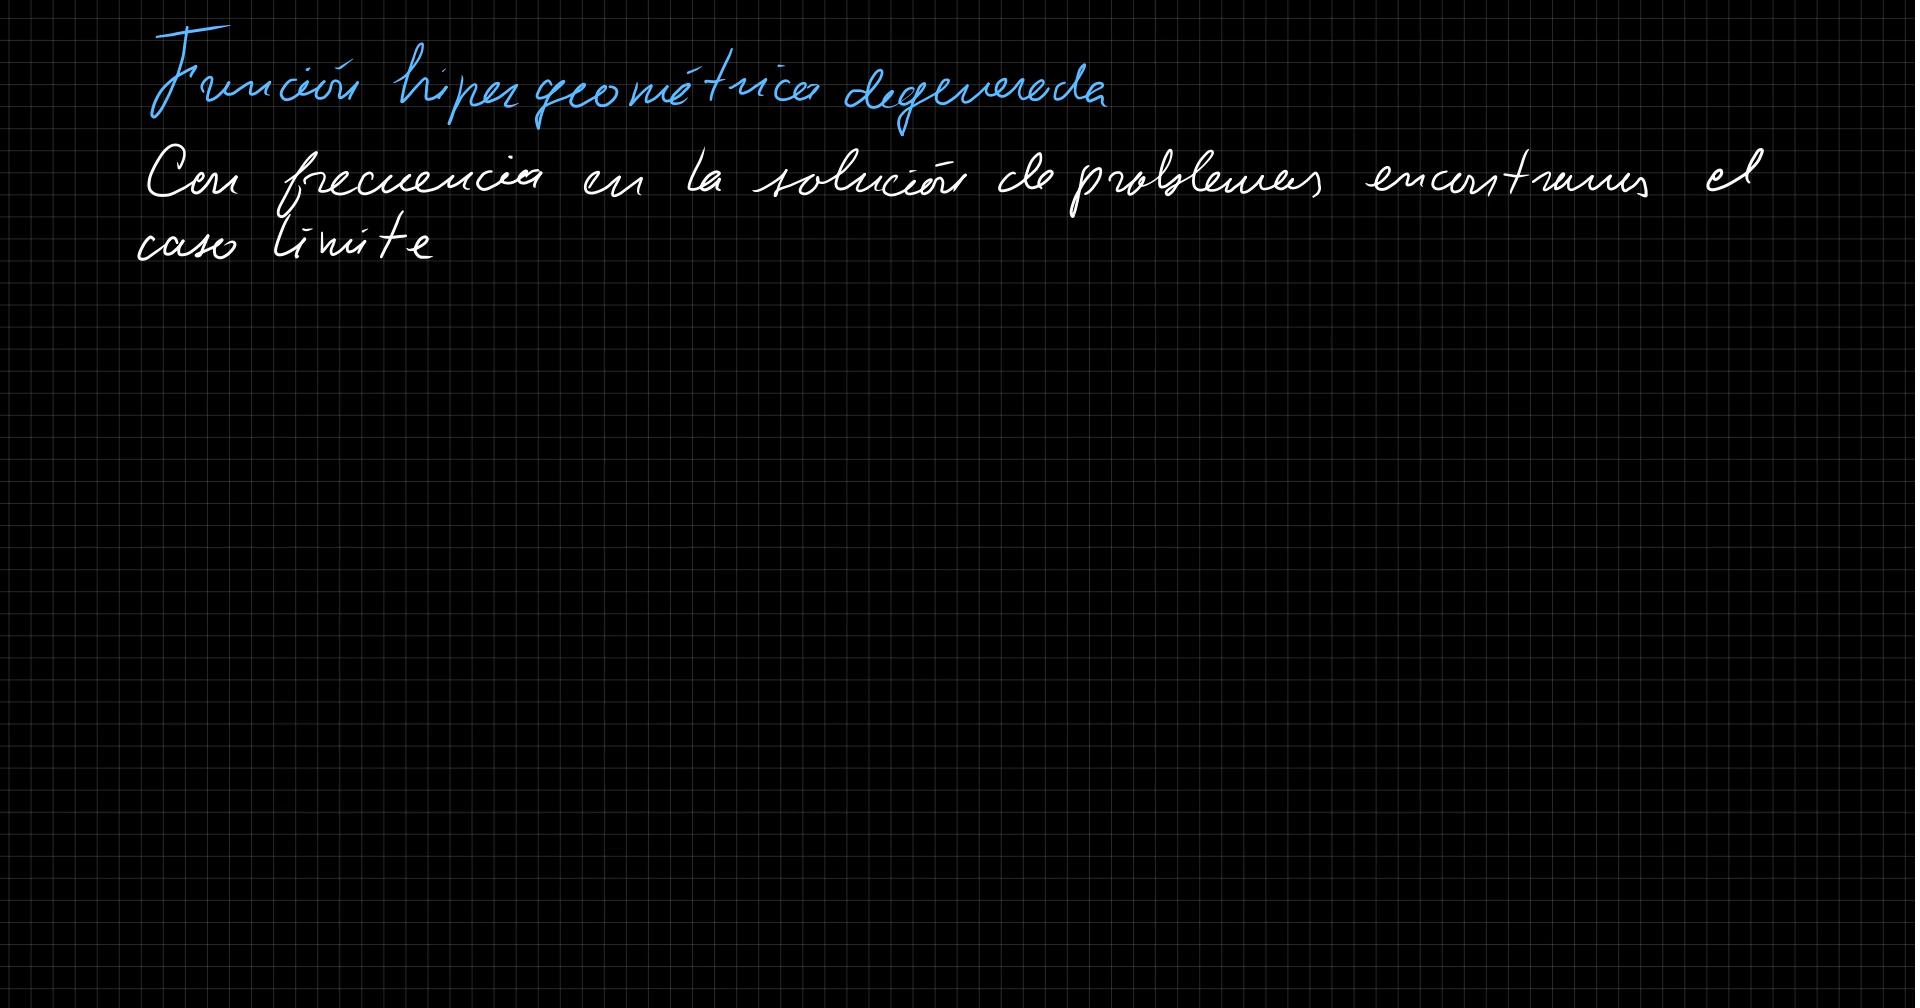 Función hipergeométrica degenerada
Con frecuencia en la solución de problemas encontramos el
caso límite